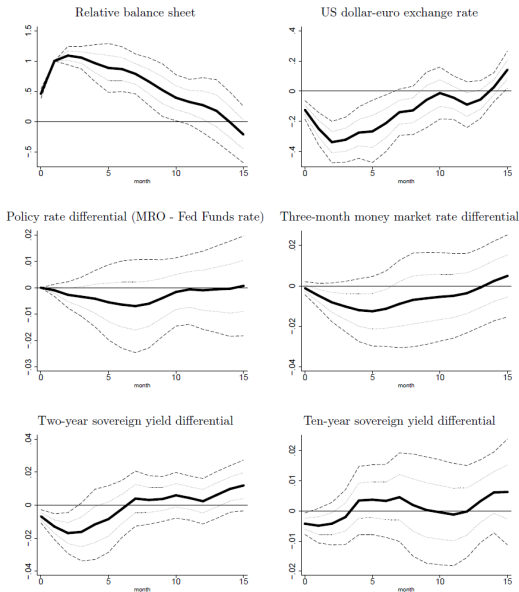 Relative balance sheet
US dollar-euro exchange rate
1.5
1
.5
0
-.5
0 5 10 15
month
.4
.2
0
-.2
-.4
0 5 10 15
month
Policy rate differential (MRO - Fed Funds rate)
Three-month money market rate differential
.02
.01
0
-.01
-.02
-.03
0 5 10 15
month
.02
0
-.02
-.04
0 5 10 15
month
Two-year sovereign yield differential
Ten-year sovereign yield differential
.04
.02
0
-.02
-.04
0 5 10 15
month
.02
.01
0
-.01
-.02
0 5 10 15
month